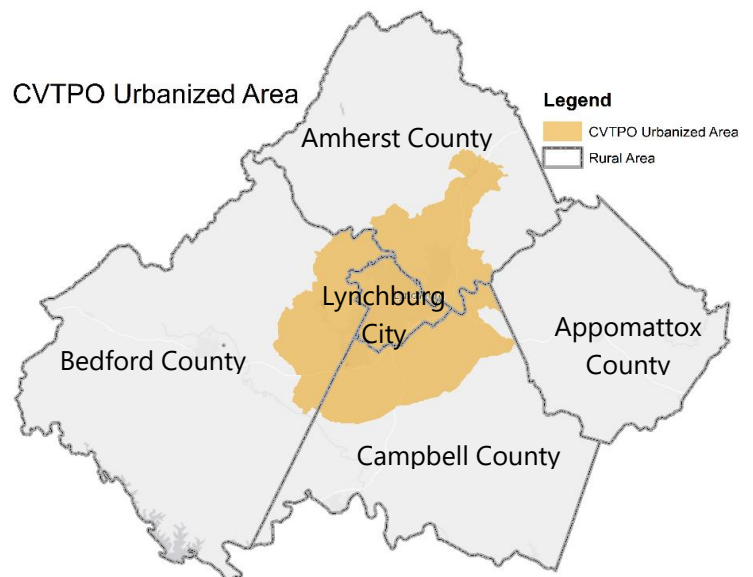 CVTPO Urbanized Area
Legend
CVTPO Urbanized Area
Rural Area
Amherst County
Lynchburg
City
Appomattox
County
Bedford County
Campbell County